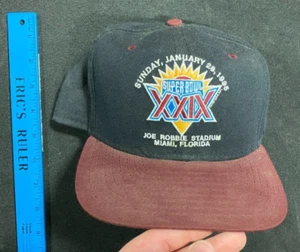 SUNDAY, JANUARY 29, 1995
SUPER BOWL
XXIX
JOE ROBBIE STADIUM
MIAMI, FLORIDA
ERIC'S RULER